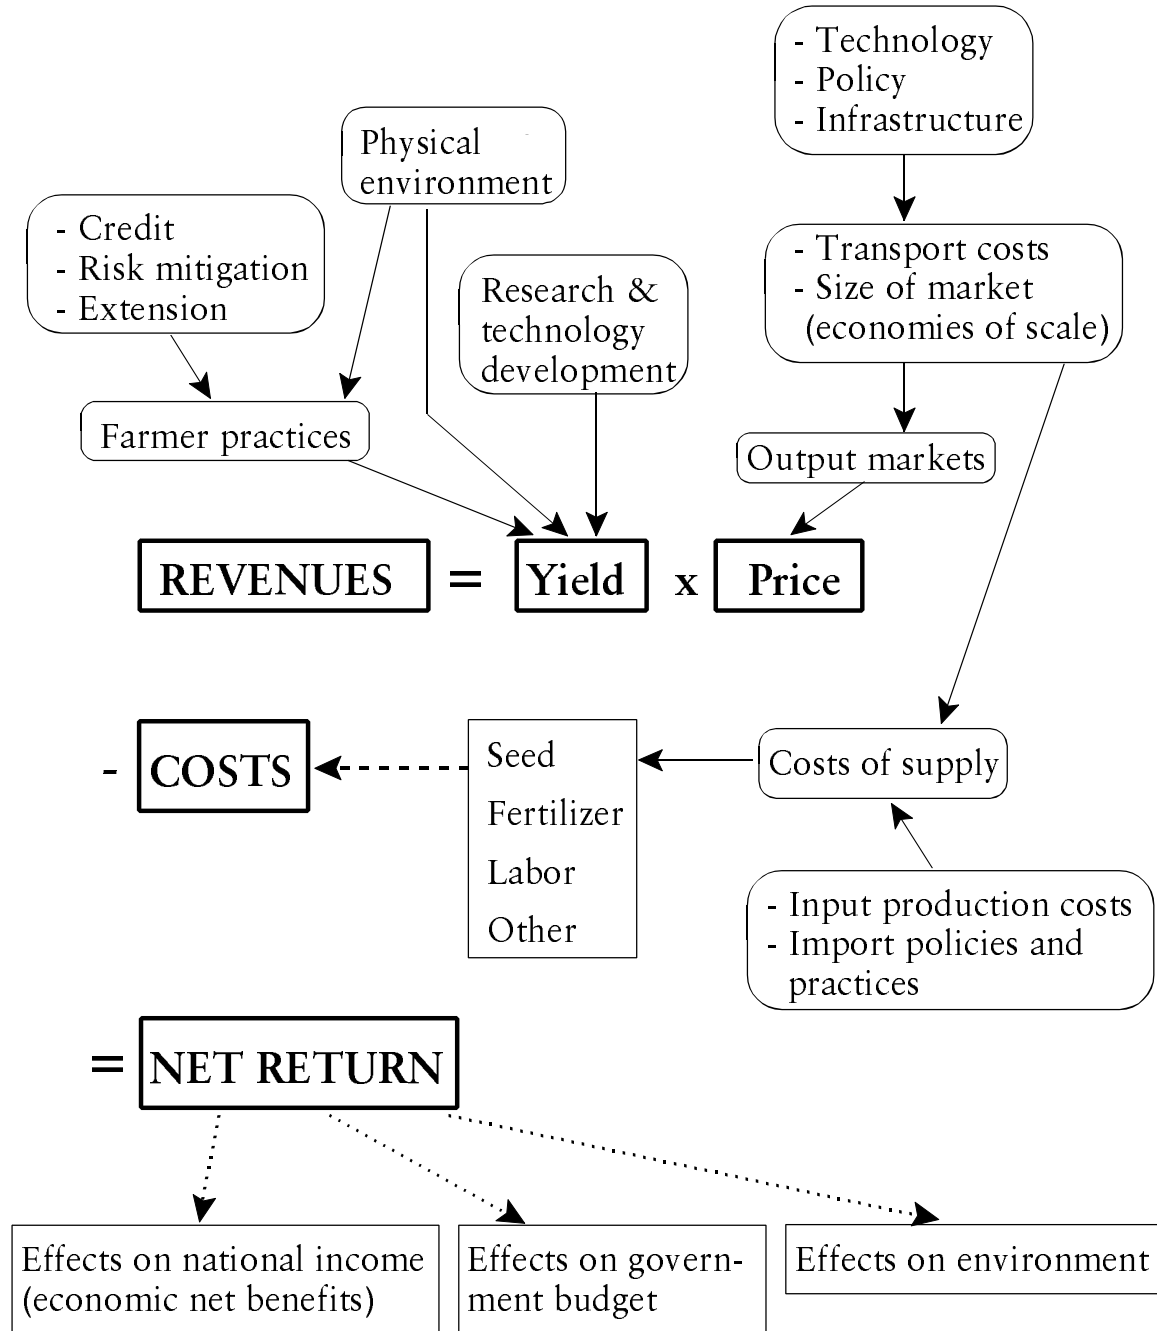 - Technology
- Policy
- Infrastructure
Physical
environment
- Credit
- Risk mitigation
- Extension
- Transport costs
- Size of market
(economies of scale)
Research &
technology
development
Farmer practices
Output markets
REVENUES = Yield x Price
- COSTS
Seed
Fertilizer
Labor
Other
Costs of supply
- Input production costs
- Import policies and
practices
= NET RETURN
Effects on national income
(economic net benefits)
Effects on govern-
ment budget
Effects on environment